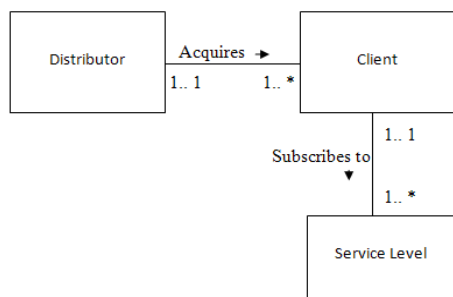 Acquires →
Distributor
Client
1.. 1
1.. *
1.. 1
Subscribes to
1.. *
Service Level